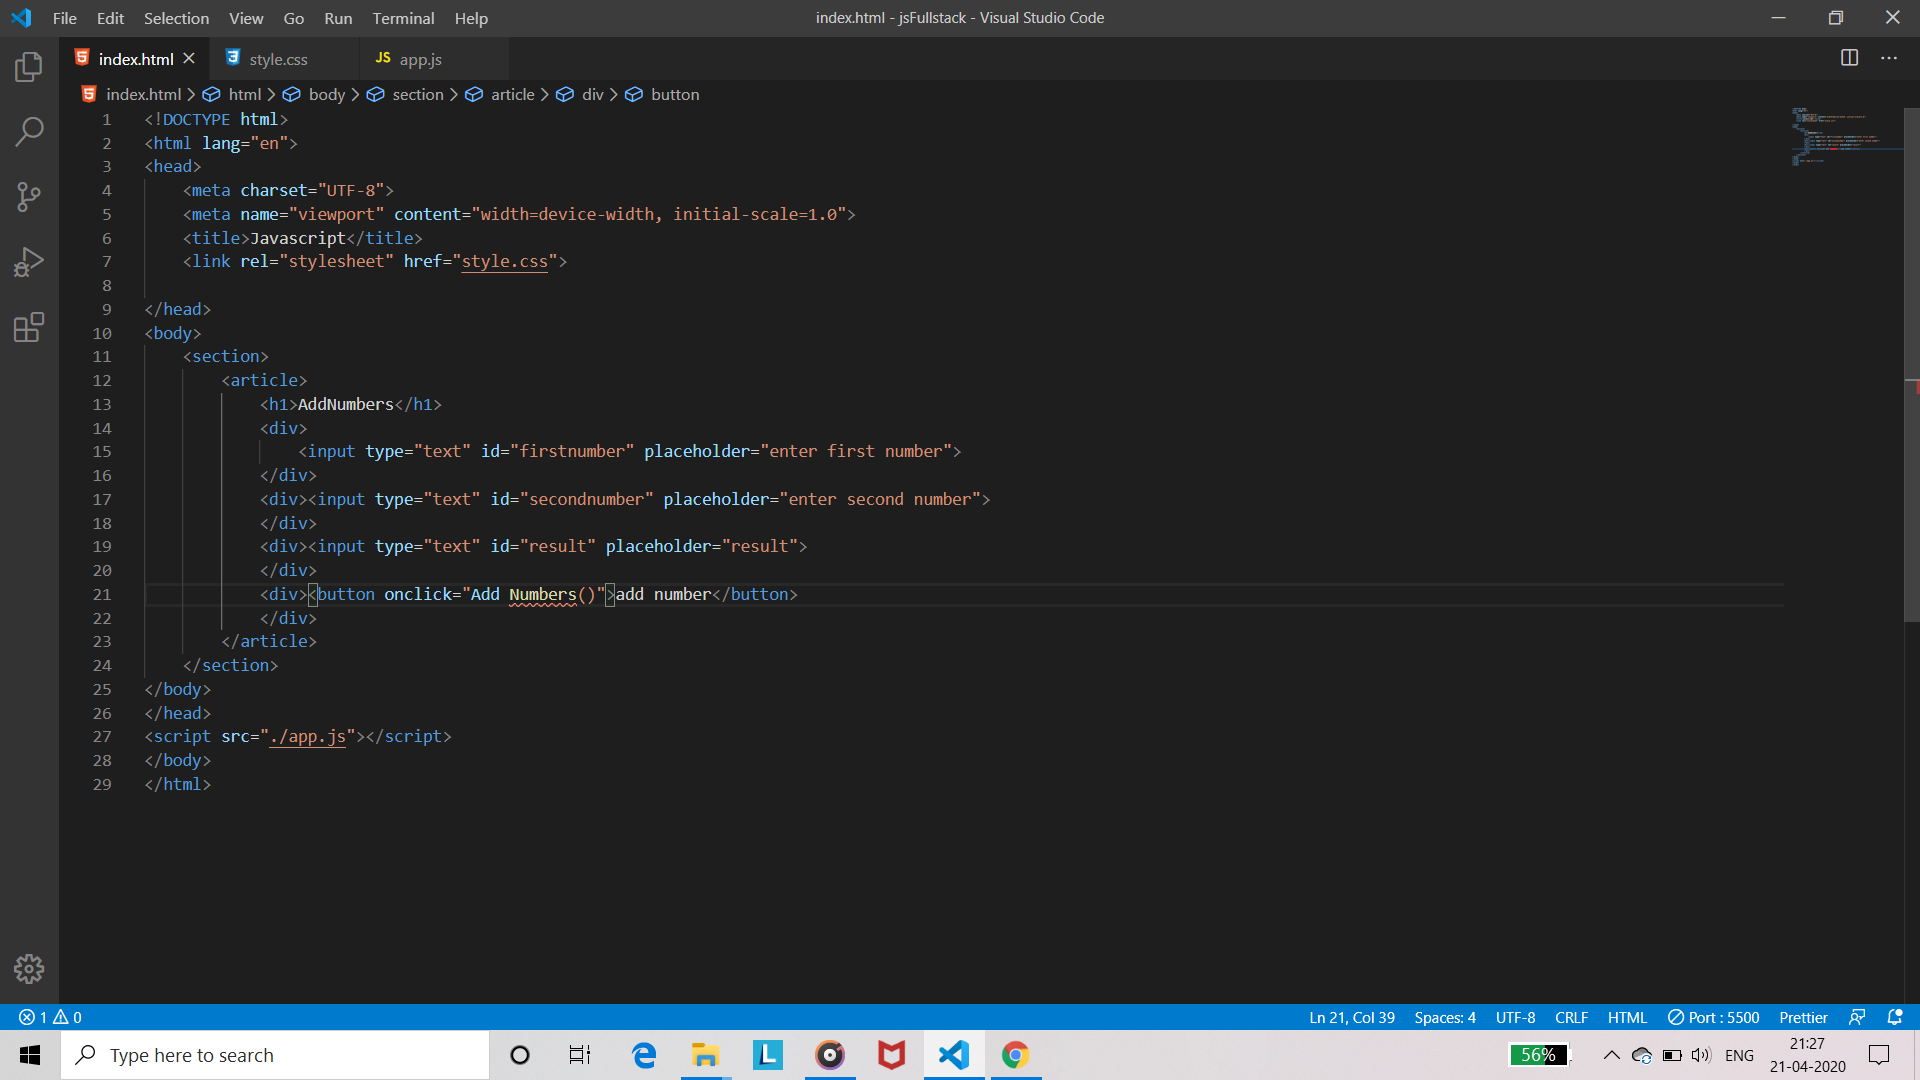 File Edit Selection View Go Run Terminal Help
index.html - jsFullstack - Visual Studio Code
index.html
style.css
JS app.js
index.html > html > body > section > article > div > button
1 <!DOCTYPE html>
2 <html lang="en">
3 <head>
4 <meta charset="UTF-8">
5 <meta name="viewport" content="width=device-width, initial-scale=1.0">
6 <title>Javascript</title>
7 <link rel="stylesheet" href="style.css">
8
9 </head>
10 <body>
11 <section>
12 <article>
13 <h1>AddNumbers</h1>
14 <div>
15 <input type="text" id="firstnumber" placeholder="enter first number">
16 </div>
17 <div><input type="text" id="secondnumber" placeholder="enter second number">
18 </div>
19 <div><input type="text" id="result" placeholder="result">
20 </div>
21 <div><button onclick="Add Numbers()">add number</button>
22 </div>
23 </article>
24 </section>
25 </body>
26 </head>
27 <script src="./app.js"></script>
28 </body>
29 </html>
1 0
Ln 21, Col 39 Spaces: 4 UTF-8 CRLF HTML Port : 5500 Prettier
Type here to search
L
56%
ENG
21:27
21-04-2020